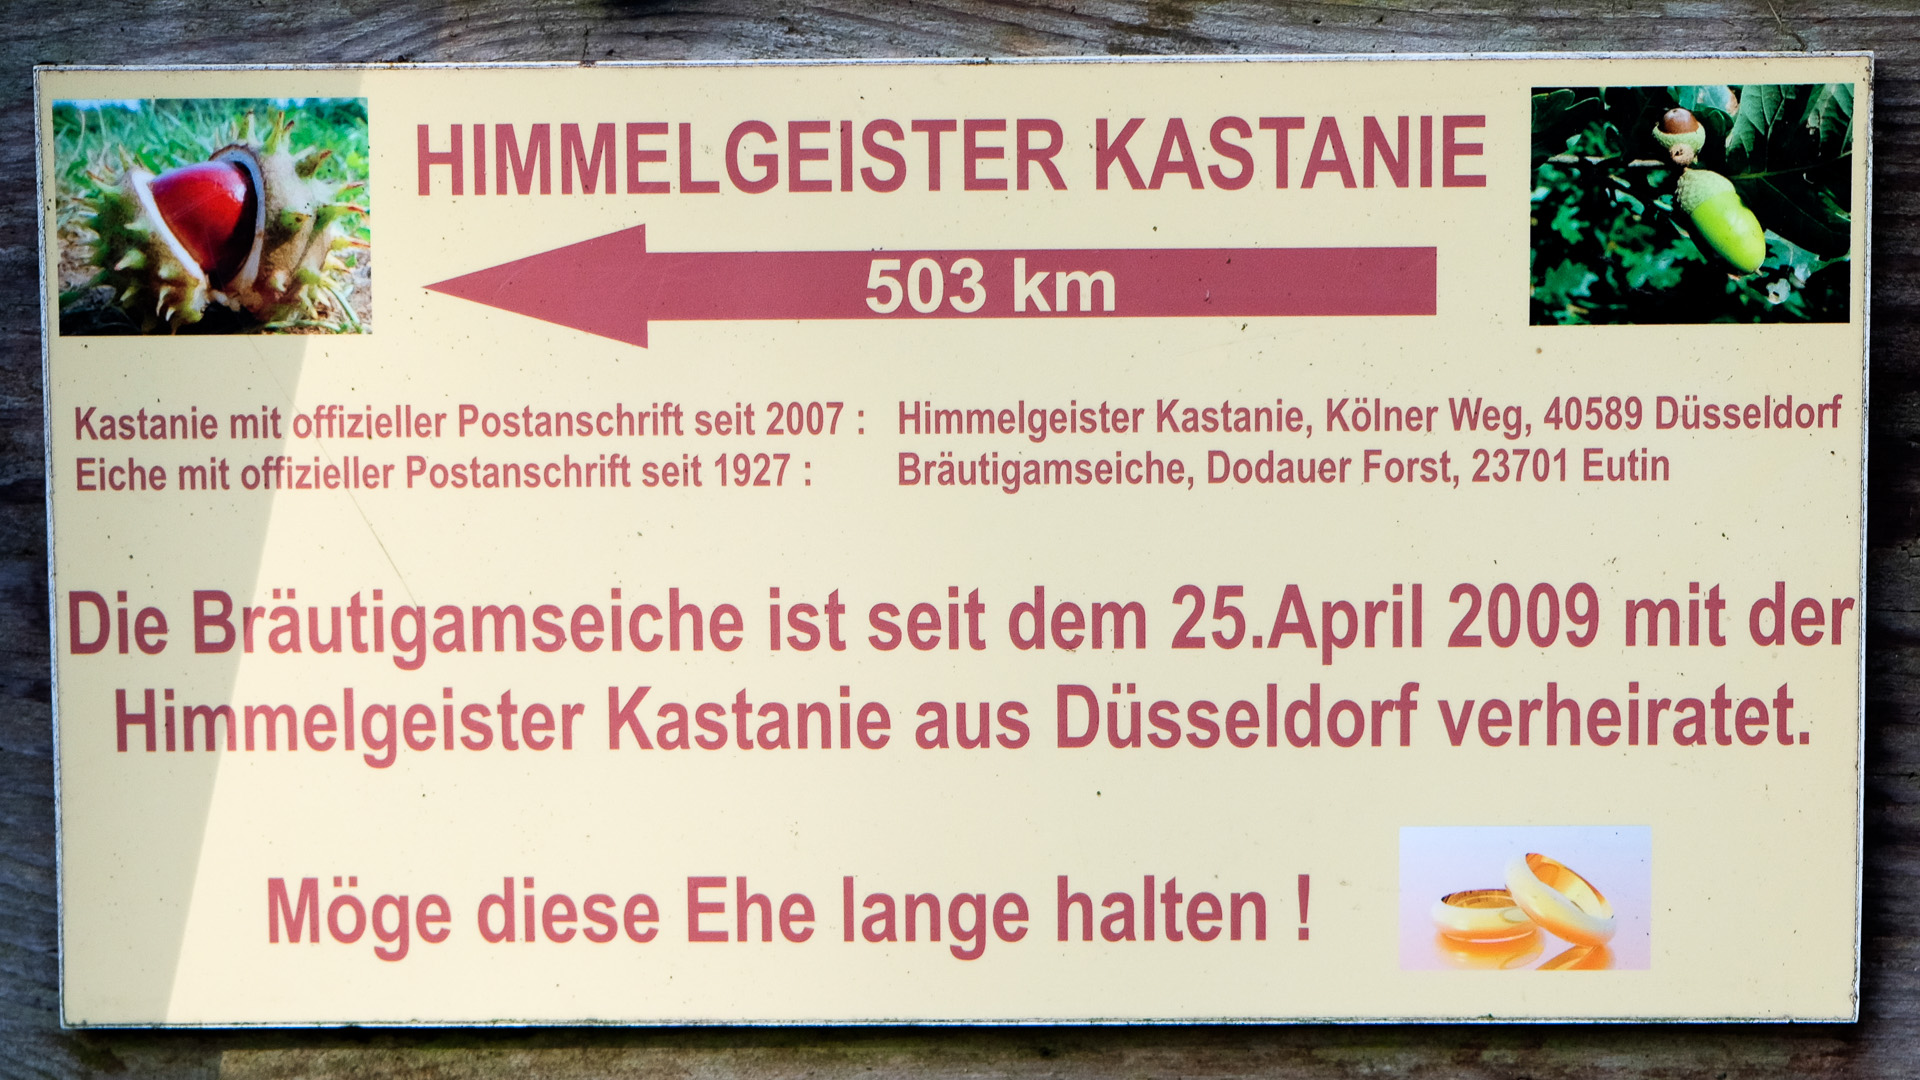 HIMMELGEISTER KASTANIE
503 km
Kastanie mit offizieller Postanschrift seit 2007 : Himmelgeister Kastanie, Kölner Weg, 40589 Düsseldorf
Eiche mit offizieller Postanschrift seit 1927 : Bräutigamseiche, Dodauer Forst, 23701 Eutin
Die Bräutigamseiche ist seit dem 25.April 2009 mit der
Himmelgeister Kastanie aus Düsseldorf verheiratet.
Möge diese Ehe lange halten !